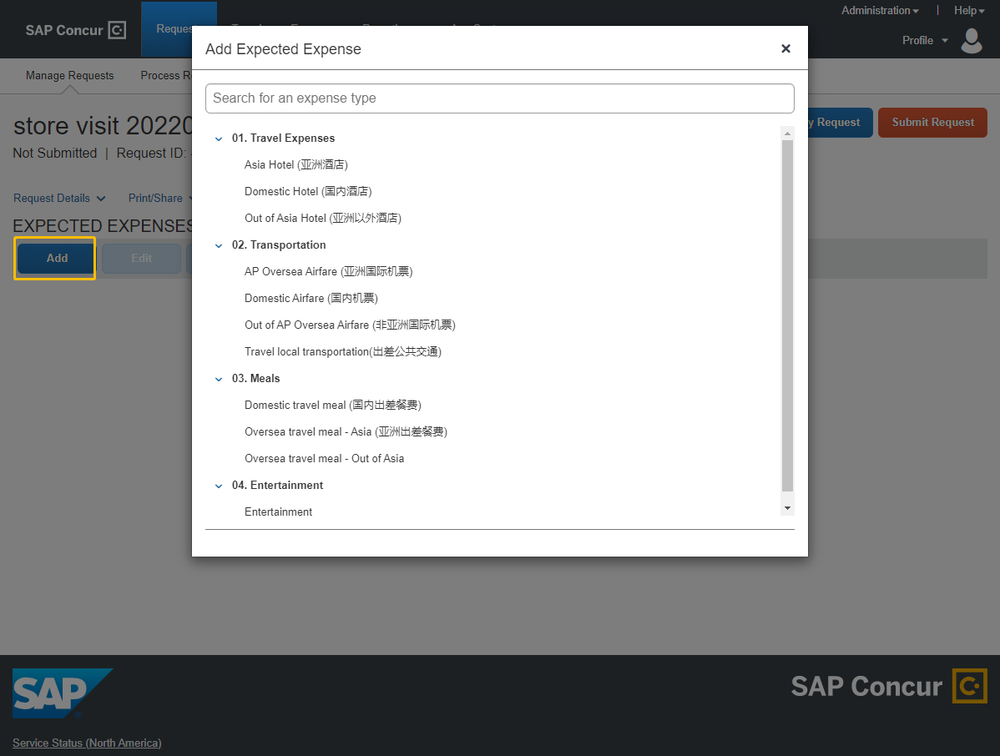 Administration
Help
SAP Concur
Profile
Add Expected Expense
Manage Requests
Process
Search for an expense type
store visit
Request
Submit Request
Not Submitted | Request ID:
01. Travel Expenses
Asia Hotel (亚洲酒店)
Domestic Hotel (国内酒店)
Request Details
Print/Share
Out of Asia Hotel (亚洲以外酒店)
EXPECTED EXPENSES
02. Transportation
Add
Edit
AP Oversea Airfare (亚洲国际机票)
Domestic Airfare (国内机票)
Out of AP Oversea Airfare (非亚洲国际机票)
Travel local transportation(出差公共交通)
03. Meals
Domestic travel meal (国内出差餐费)
Oversea travel meal - Asia (亚洲出差餐费)
Oversea travel meal - Out of Asia
04. Entertainment
Entertainment
SAP
SAP Concur
Service Status (North America)